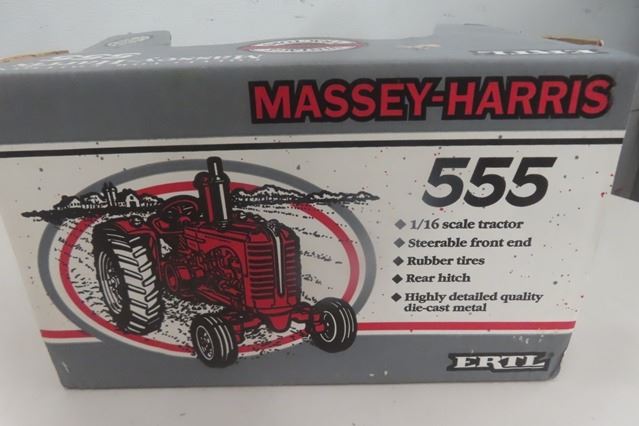 MASSEY-HARRIS
555
1/16 scale tractor
Steerable front end
Rubber tires
Rear hitch
Highly detailed quality
die-cast metal
ERTL